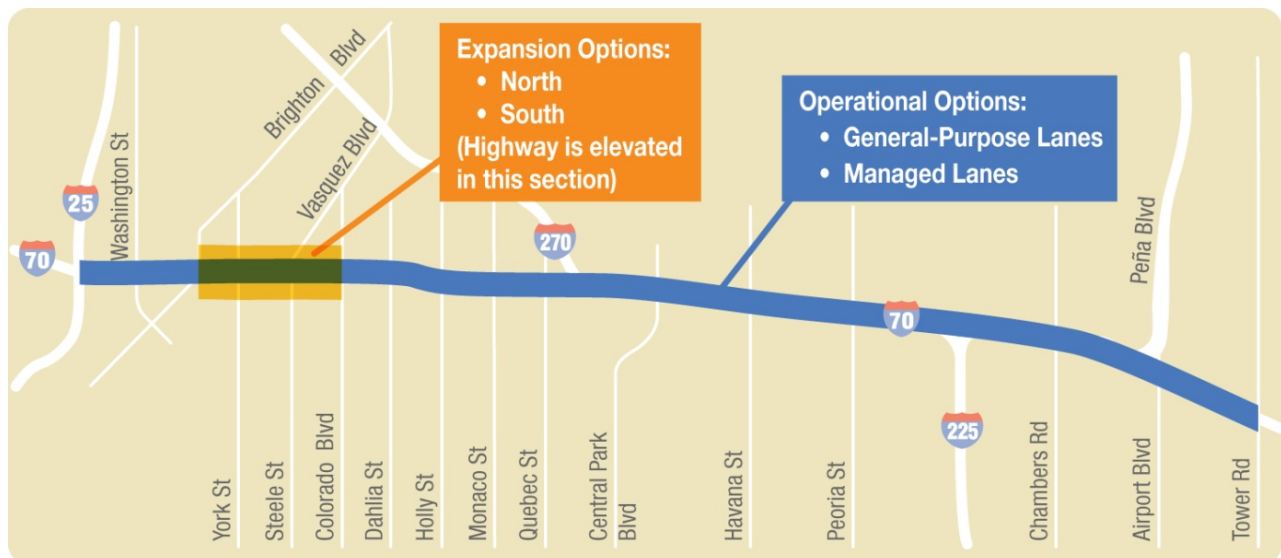 Expansion Options:
• North
• South
(Highway is elevated
in this section)
Operational Options:
• General-Purpose Lanes
• Managed Lanes
Brighton Blvd
Vasquez Blvd
Washington St
25
70
270
70
225
Peña Blvd
York St
Steele St
Colorado Blvd
Dahlia St
Holly St
Monaco St
Quebec St
Central Park
Blvd
Havana St
Peoria St
Chambers Rd
Airport Blvd
Tower Rd